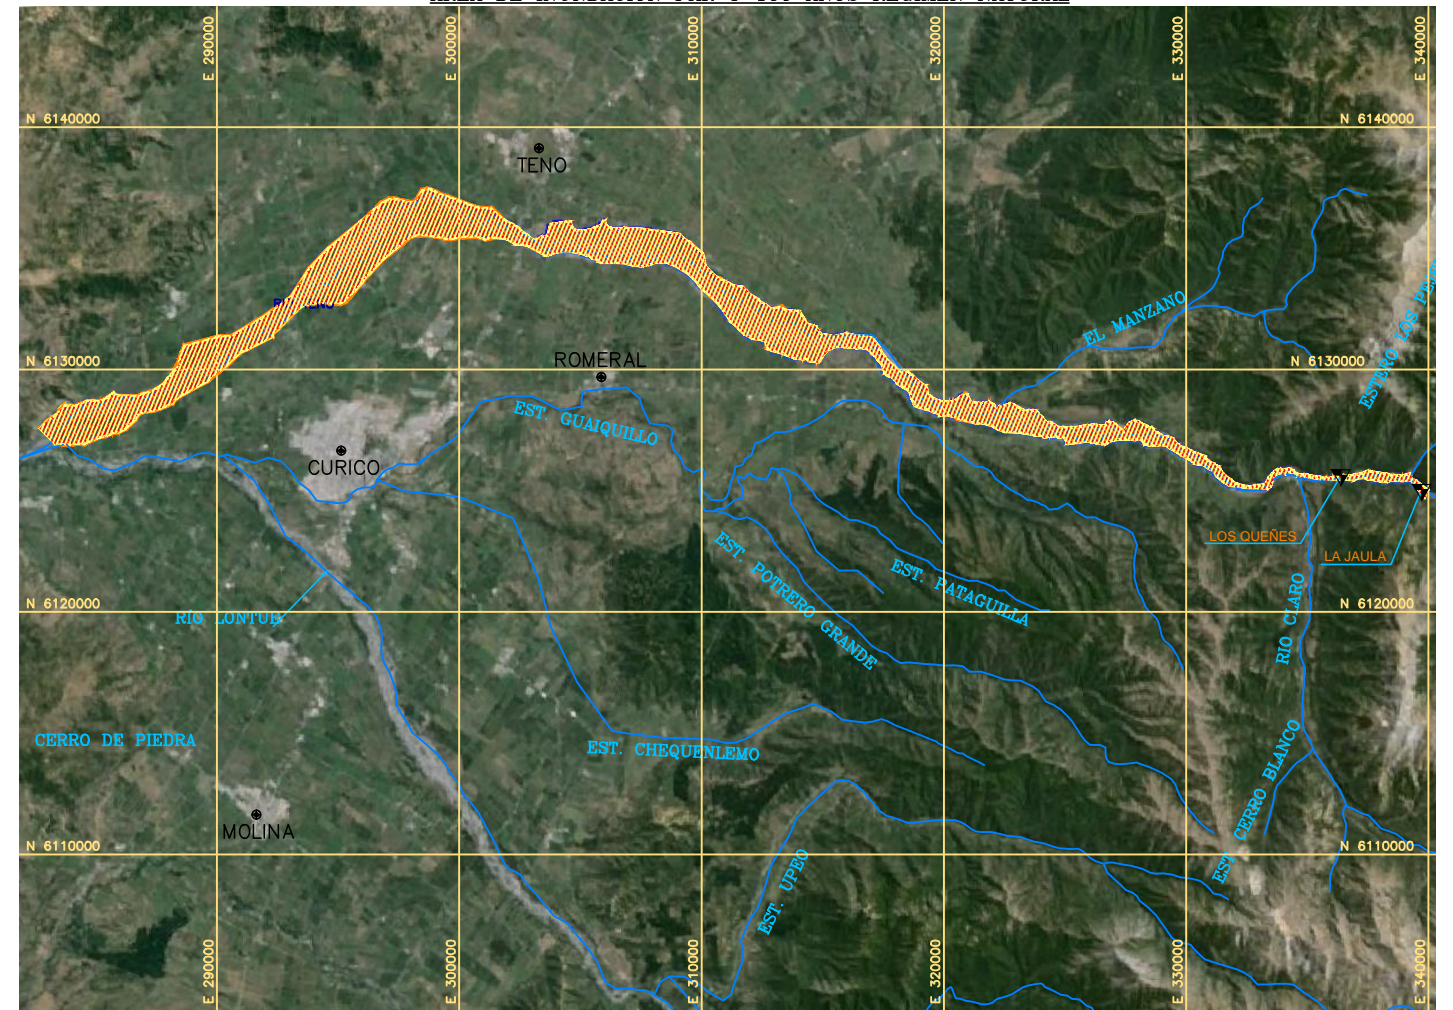 E 290000
E 300000
E 310000
E 320000
E 330000
E 340000
N 6140000
N 6140000
TENO
EL MANZANO
ROMERAL
N 6130000
N 6130000
EST. GUAIQUILLO
CURICO
LOS QUEÑES
LA JAULA
EST. POTRERO GRANDE
EST. PATAGUILLA
RIO CLARO
N 6120000
N 6120000
RÍO LONTUE
CERRO DE PIEDRA
EST. CHEQUENLEMO
EST. CERRO BLANCO
MOLINA
N 6110000
N 6110000
EST. UPEO
ESTERO LOS
E 290000
E 300000
E 310000
E 320000
E 330000
E 340000